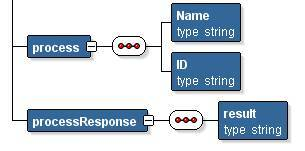 Name
type string
process
ID
type string
processResponse
result
type string